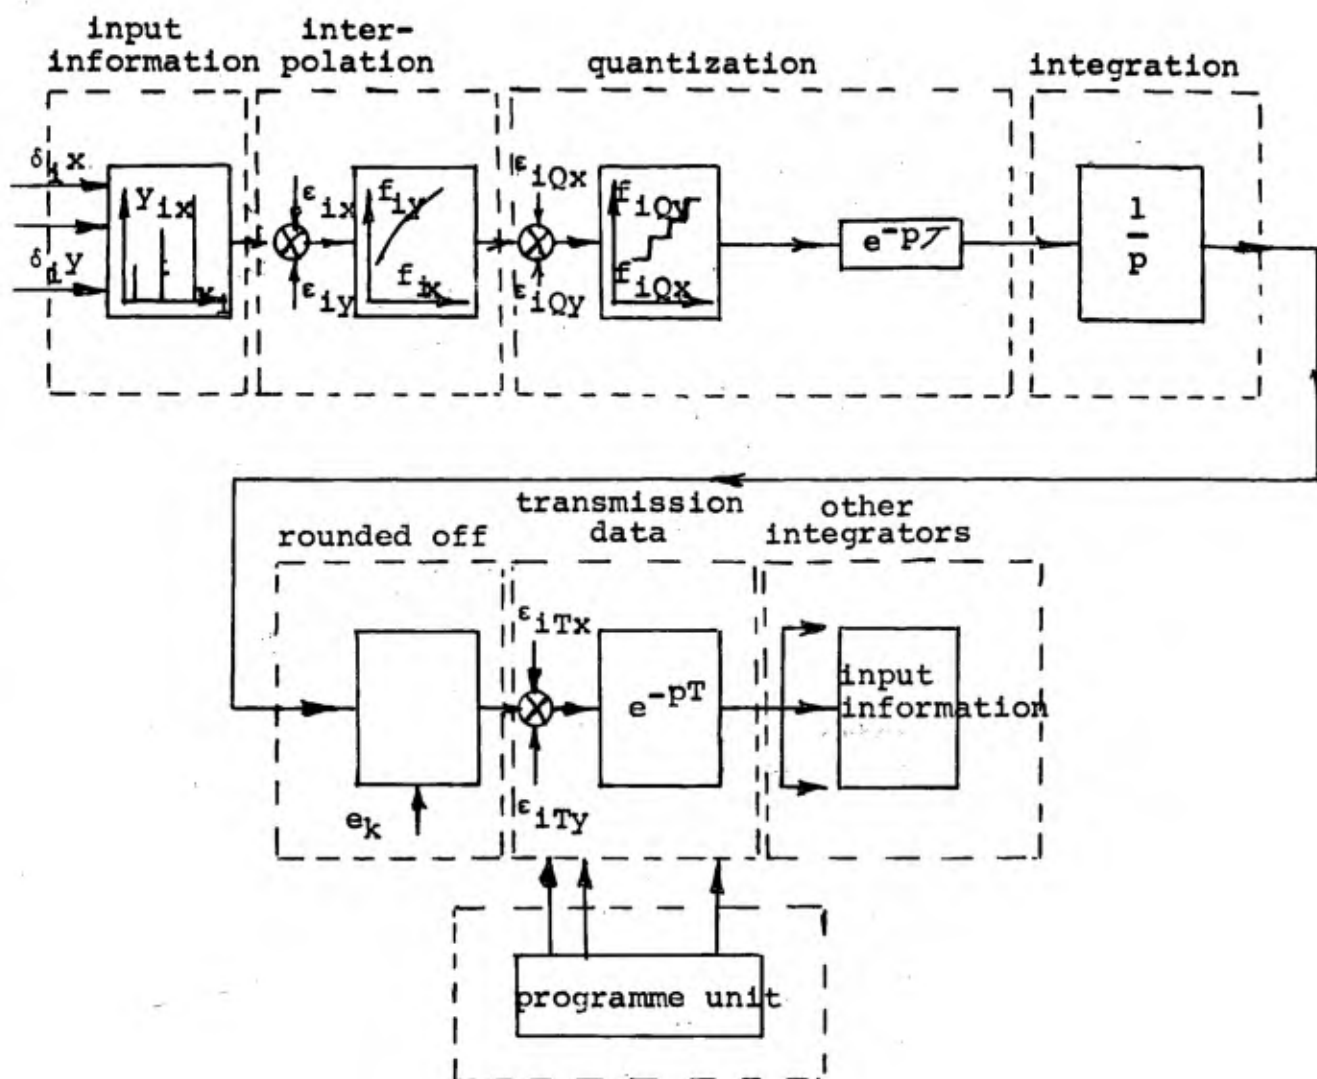 input
information
inter-
polation
quantization
integration
δix
δiy
yix
xi
εix
εiy
fiy
fix
εiQx
εiQy
fiQy
fiQx
e-pτ
1
p
rounded off
transmission
data
other
integrators
ek
εiTx
εiTy
e-pT
input
information
programme unit